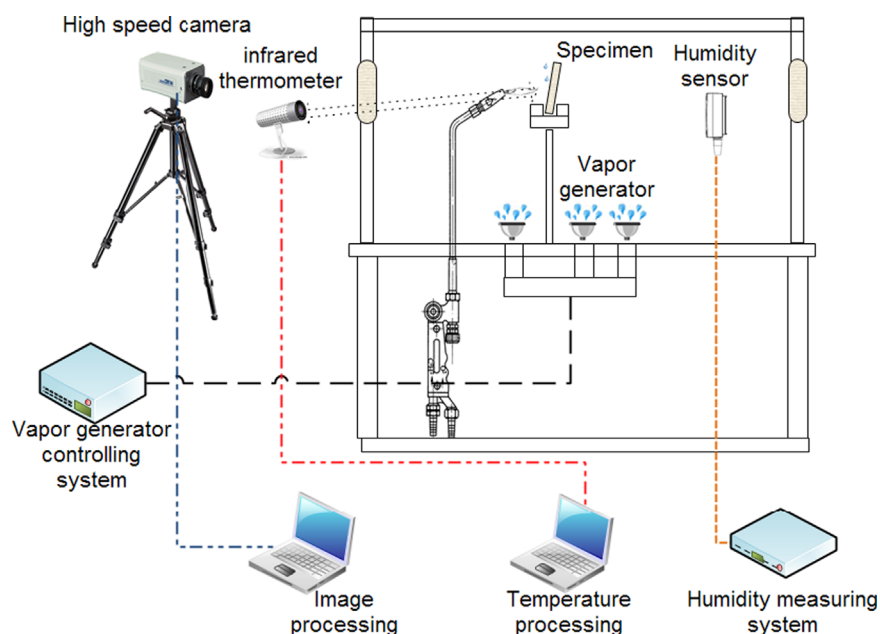 High speed camera
infrared
thermometer
Specimen
Humidity
sensor
Vapor
generator
Vapor generator
controlling
system
Image
processing
Temperature
processing
Humidity measuring
system